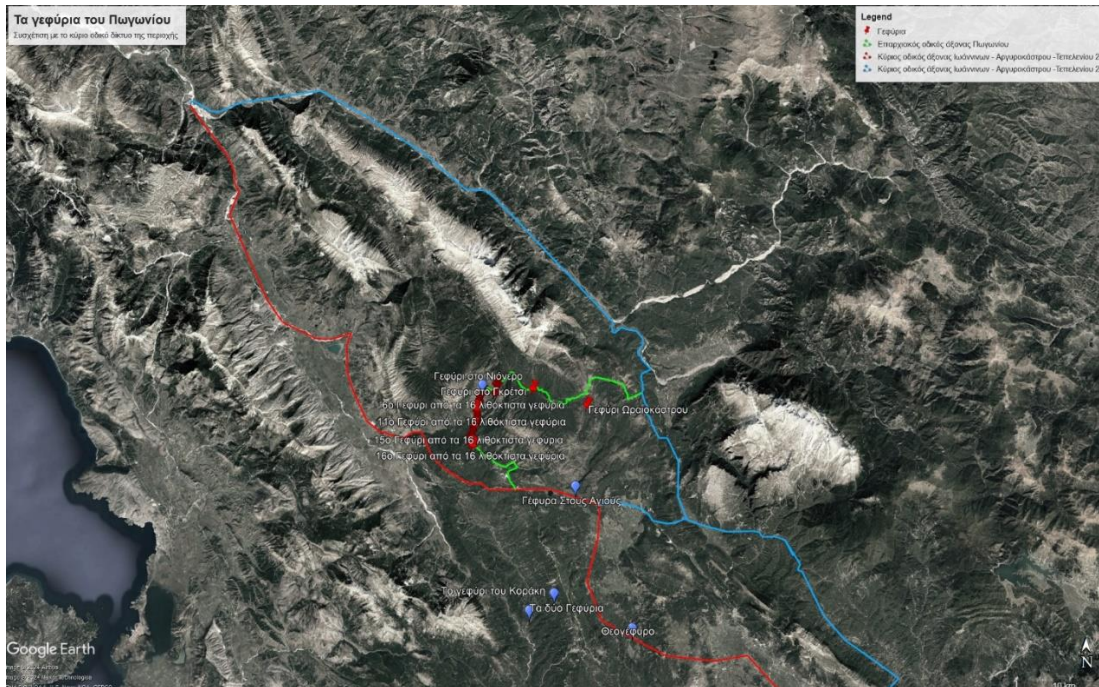 Τα γεφύρια του Πωγωνίου
Συσχέτιση με το κύριο οδικό δίκτυο της περιοχής
Legend
Γεφύρια
Επαρχιακός οδικός άξονας Πωγωνίου
Κύριος οδικός άξονας Ιωάννινων - Αργυροκάστρου -Τεπελενίου 2
Κύριος οδικός άξονας Ιωάννινων - Αργυροκάστρου -Τεπελενίου 2
Γεφύρι στο Νιόνερο
Γεφύρι στο Γκρέτσι
Γεφύρι από τα 16 λιθόκτιστα γεφύρια
Γεφύρι Ωραιοκάστρου
11ο Γεφύρι από τα 16 λιθόκτιστα γεφύρια
15ο Γεφύρι από τα 16 λιθόκτιστα γεφύρια
16ο Γεφύρι από τα 16 λιθόκτιστα γεφύρια
Γέφυρα Στους Αγιούς
Το γεφύρι του Κοράκη
Τα δύο Γεφύρια
Θεογέφυρο
Google Earth
N
10 km